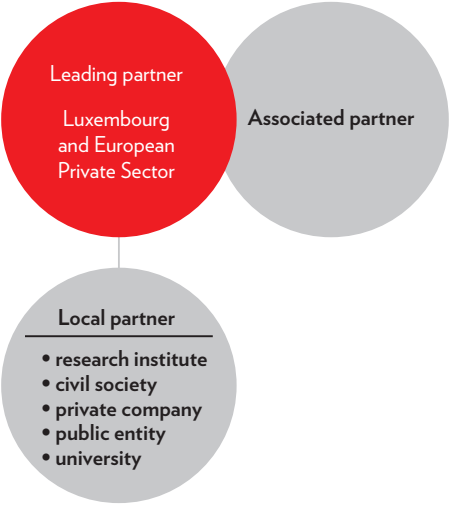 Leading partner
Luxembourg
and European
Private Sector
Associated partner
Local partner
• research institute
• civil society
• private company
• public entity
• university